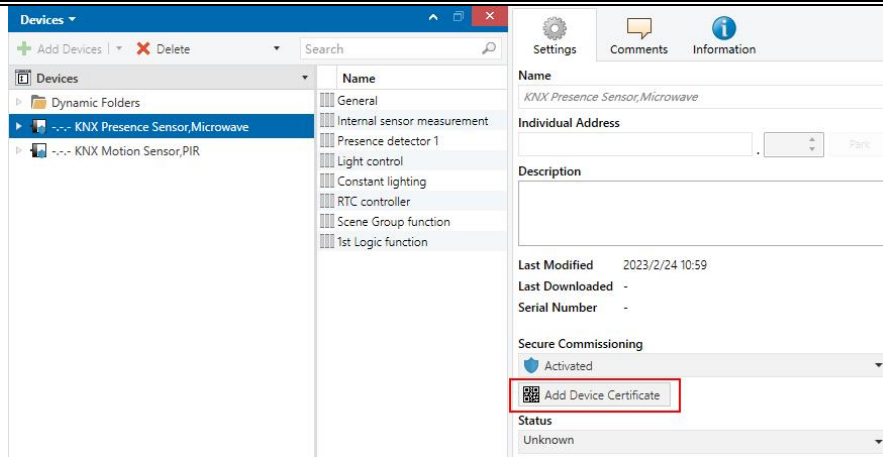 Devices
Add Devices
Delete
Search
Devices
Dynamic Folders
-.-.- KNX Presence Sensor,Microwave
-.-.- KNX Motion Sensor,PIR
Name
General
Internal sensor measurement
Presence detector 1
Light control
Constant lighting
RTC controller
Scene Group function
1st Logic function
Settings
Comments
Information
Name
KNX Presence Sensor,Microwave
Individual Address
.
Park
Description
Last Modified 2023/2/24 10:59
Last Downloaded -
Serial Number -
Secure Commissioning
Activated
Add Device Certificate
Status
Unknown